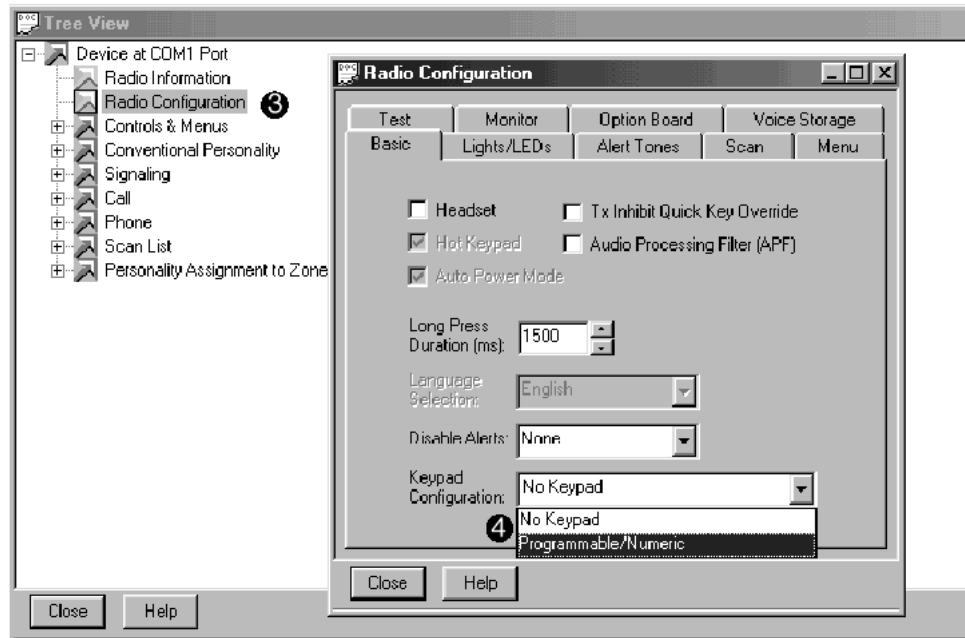 Tree View
Device at COM1 Port
Radio Information
Radio Configuration 3
Controls & Menus
Conventional Personality
Signaling
Call
Phone
Scan List
Personality Assignment to Zone
Close Help
Radio Configuration
Test Monitor Option Board Voice Storage
Basic Lights/LEDs Alert Tones Scan Menu
Headset Tx Inhibit Quick Key Override
Hot Keypad Audio Processing Filter (APF)
Auto Power Mode
Long Press
Duration (ms): 1500
Language
Selection: English
Disable Alerts: None
Keypad
Configuration: No Keypad
4 No Keypad
Programmable/Numeric
Close Help